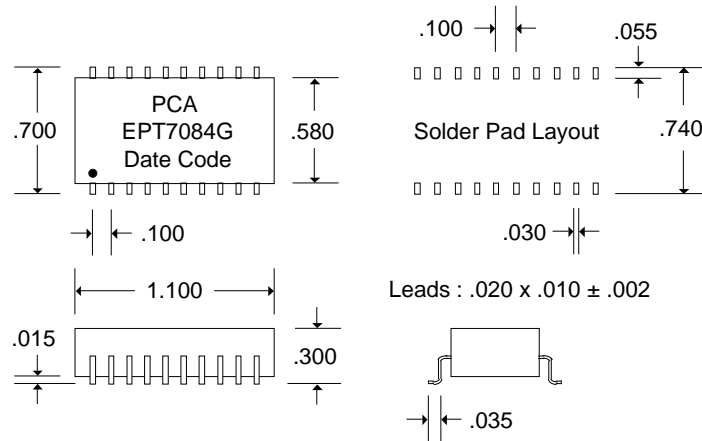 .100
.055
PCA
EPT7084G
Date Code
.700
.580
Solder Pad Layout
.740
.100
.030
1.100
Leads : .020 x .010 ± .002
.015
.300
.035